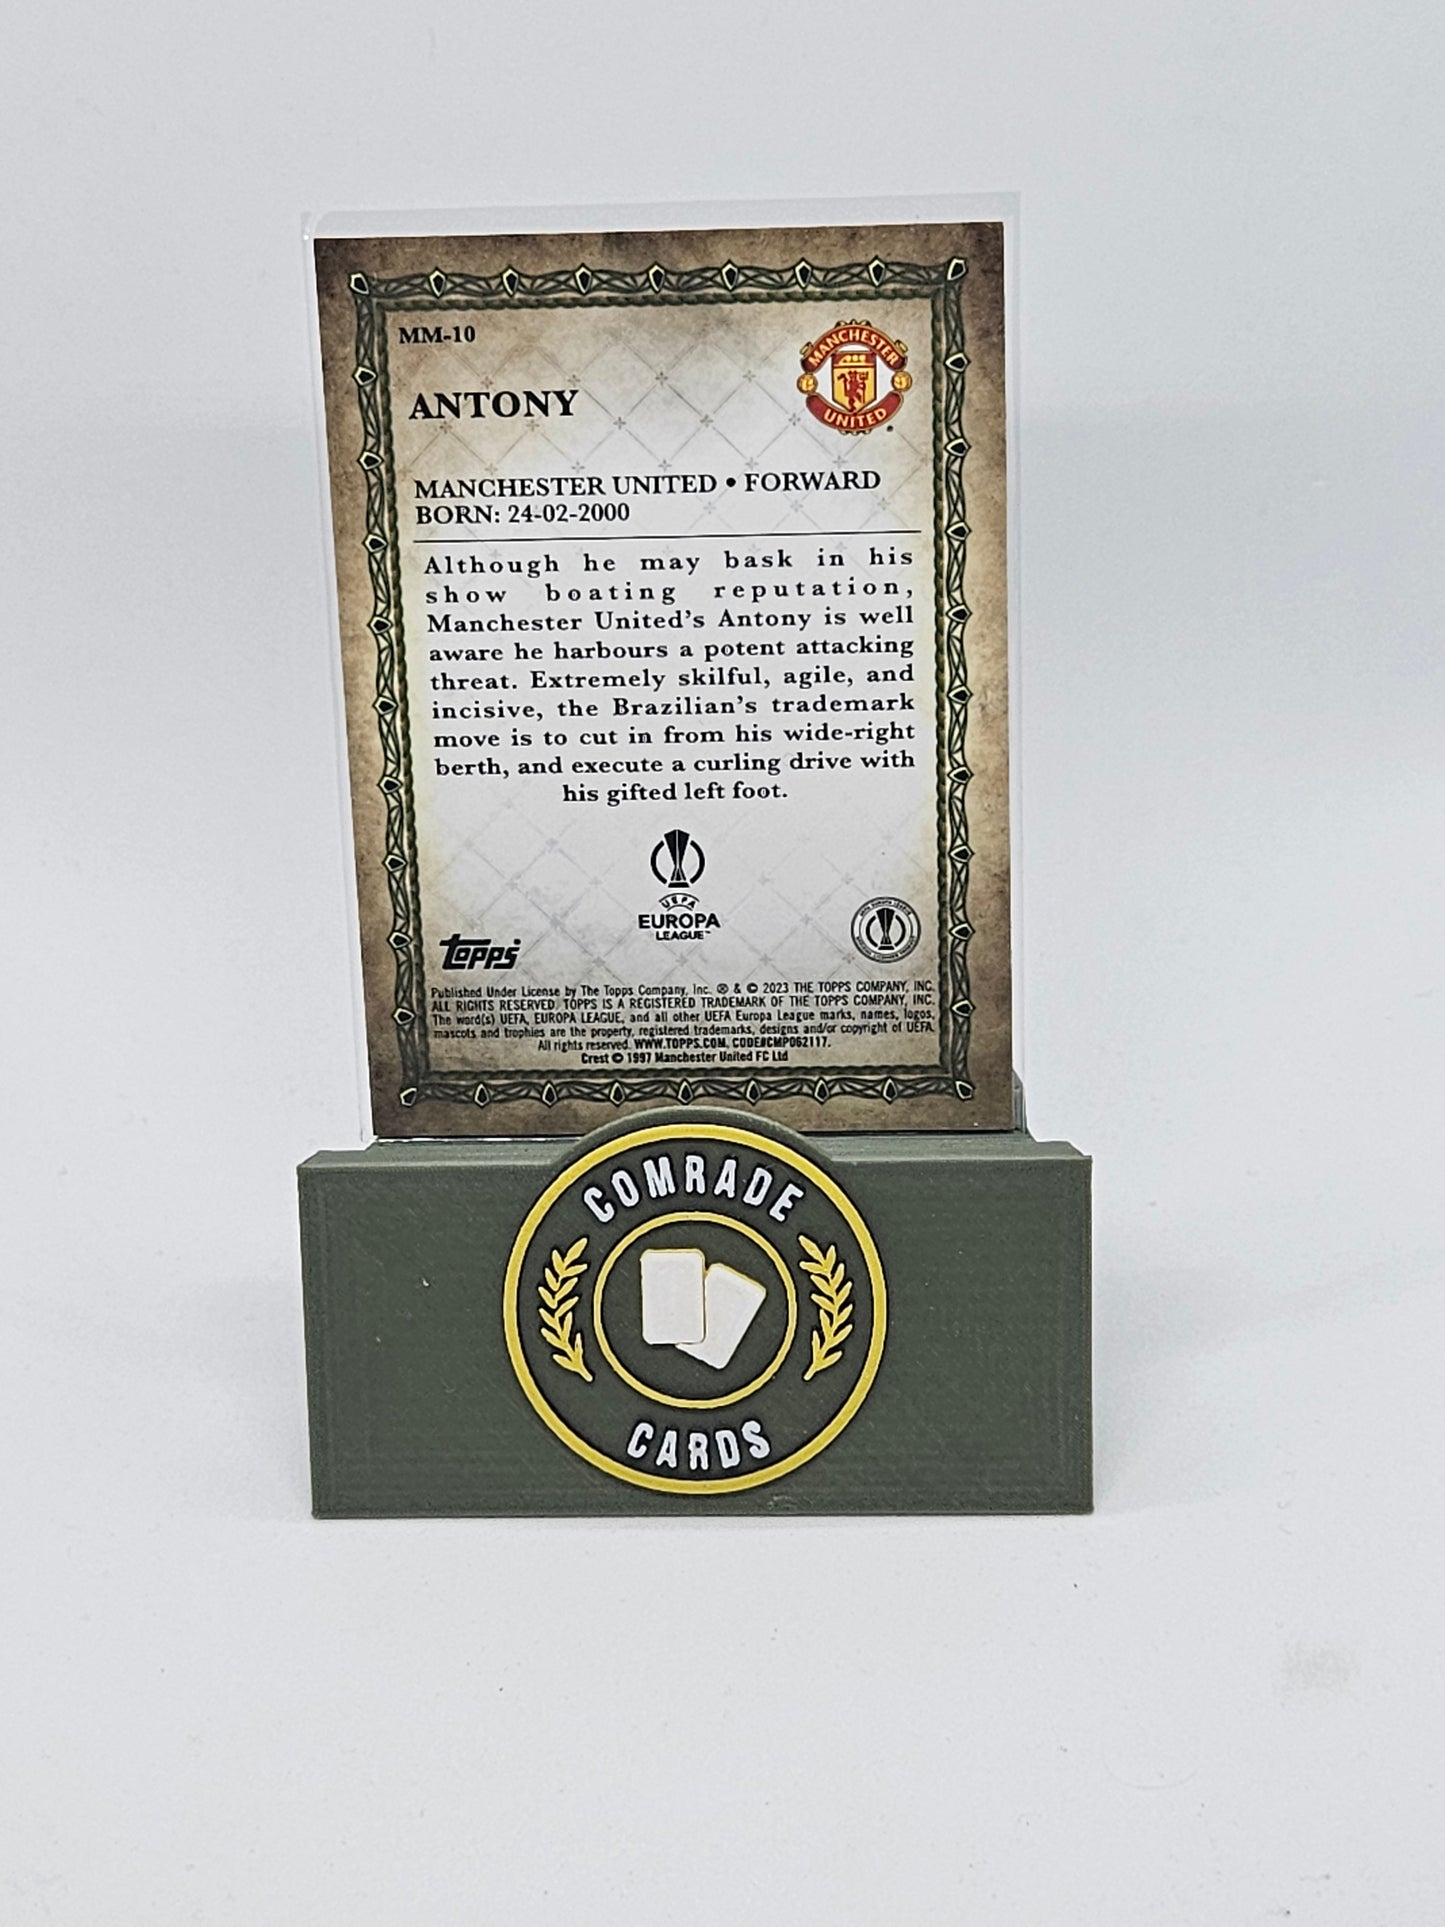 MM-10
MANCHESTER
UNITED
ANTONY
MANCHESTER UNITED • FORWARD
BORN: 24-02-2000
Although he may bask in his
show boating reputation,
Manchester United's Antony is well
aware he harbours a potent attacking
threat. Extremely skilful, agile, and
incisive, the Brazilian's trademark
move is to cut in from his wide-right
berth, and execute a curling drive with
his gifted left foot.
UEFA
EUROPA
LEAGUE™
Topps
Published Under License by The Topps Company, Inc. ® & © 2023 THE TOPPS COMPANY, INC.
ALL RIGHTS RESERVED. TOPPS IS A REGISTERED TRADEMARK OF THE TOPPS COMPANY, INC.
The word(s) UEFA, EUROPA LEAGUE, and all other UEFA Europa League marks, names, logos,
mascots and trophies are the property, registered trademarks, designs and/or copyright of UEFA.
All rights reserved. WWW.TOPPS.COM. CODE#CMP062117.
Crest © 1997 Manchester United FC Ltd
COMRADE
CARDS